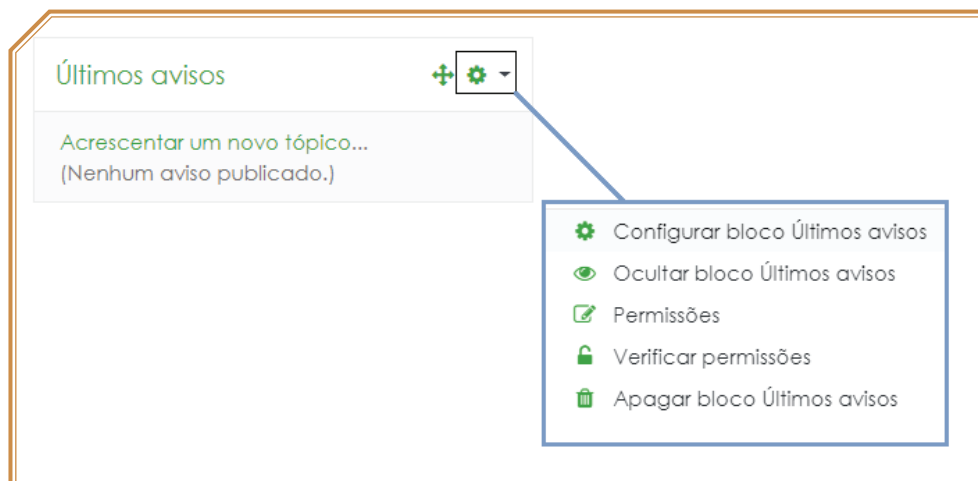 Últimos avisos
Acrescentar um novo tópico...
(Nenhum aviso publicado.)
Configurar bloco Últimos avisos
Ocultar bloco Últimos avisos
Permissões
Verificar permissões
Apagar bloco Últimos avisos